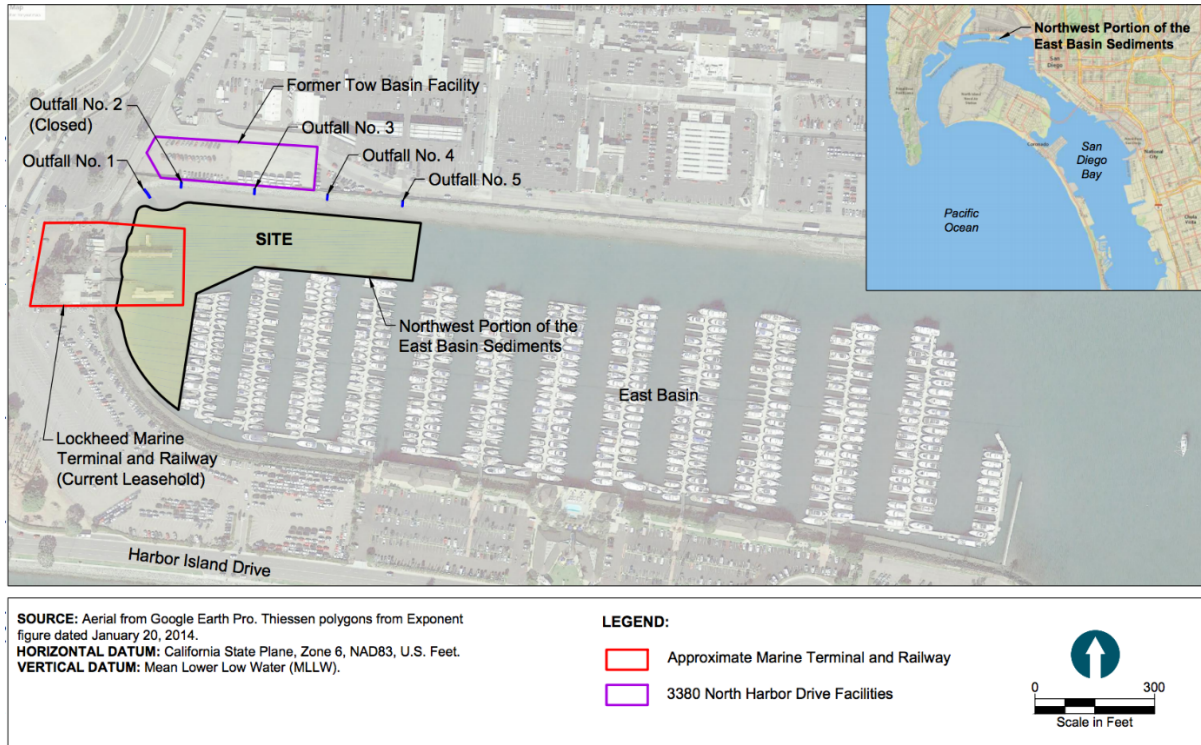 Former Tow Basin Facility
Outfall No. 2
(Closed)
Outfall No. 3
Outfall No. 1
Outfall No. 4
Outfall No. 5
SITE
Northwest Portion of the
East Basin Sediments
East Basin
Lockheed Marine
Terminal and Railway
(Current Leasehold)
Harbor Island Drive
Northwest Portion of the
East Basin Sediments
San
Diego
San
Diego
Bay
Pacific
Ocean
SOURCE: Aerial from Google Earth Pro. Thiessen polygons from Exponent
figure dated January 20, 2014.
HORIZONTAL DATUM: California State Plane, Zone 6, NAD83, U.S. Feet.
VERTICAL DATUM: Mean Lower Low Water (MLLW).
LEGEND:
Approximate Marine Terminal and Railway
3380 North Harbor Drive Facilities
0 300
Scale in Feet